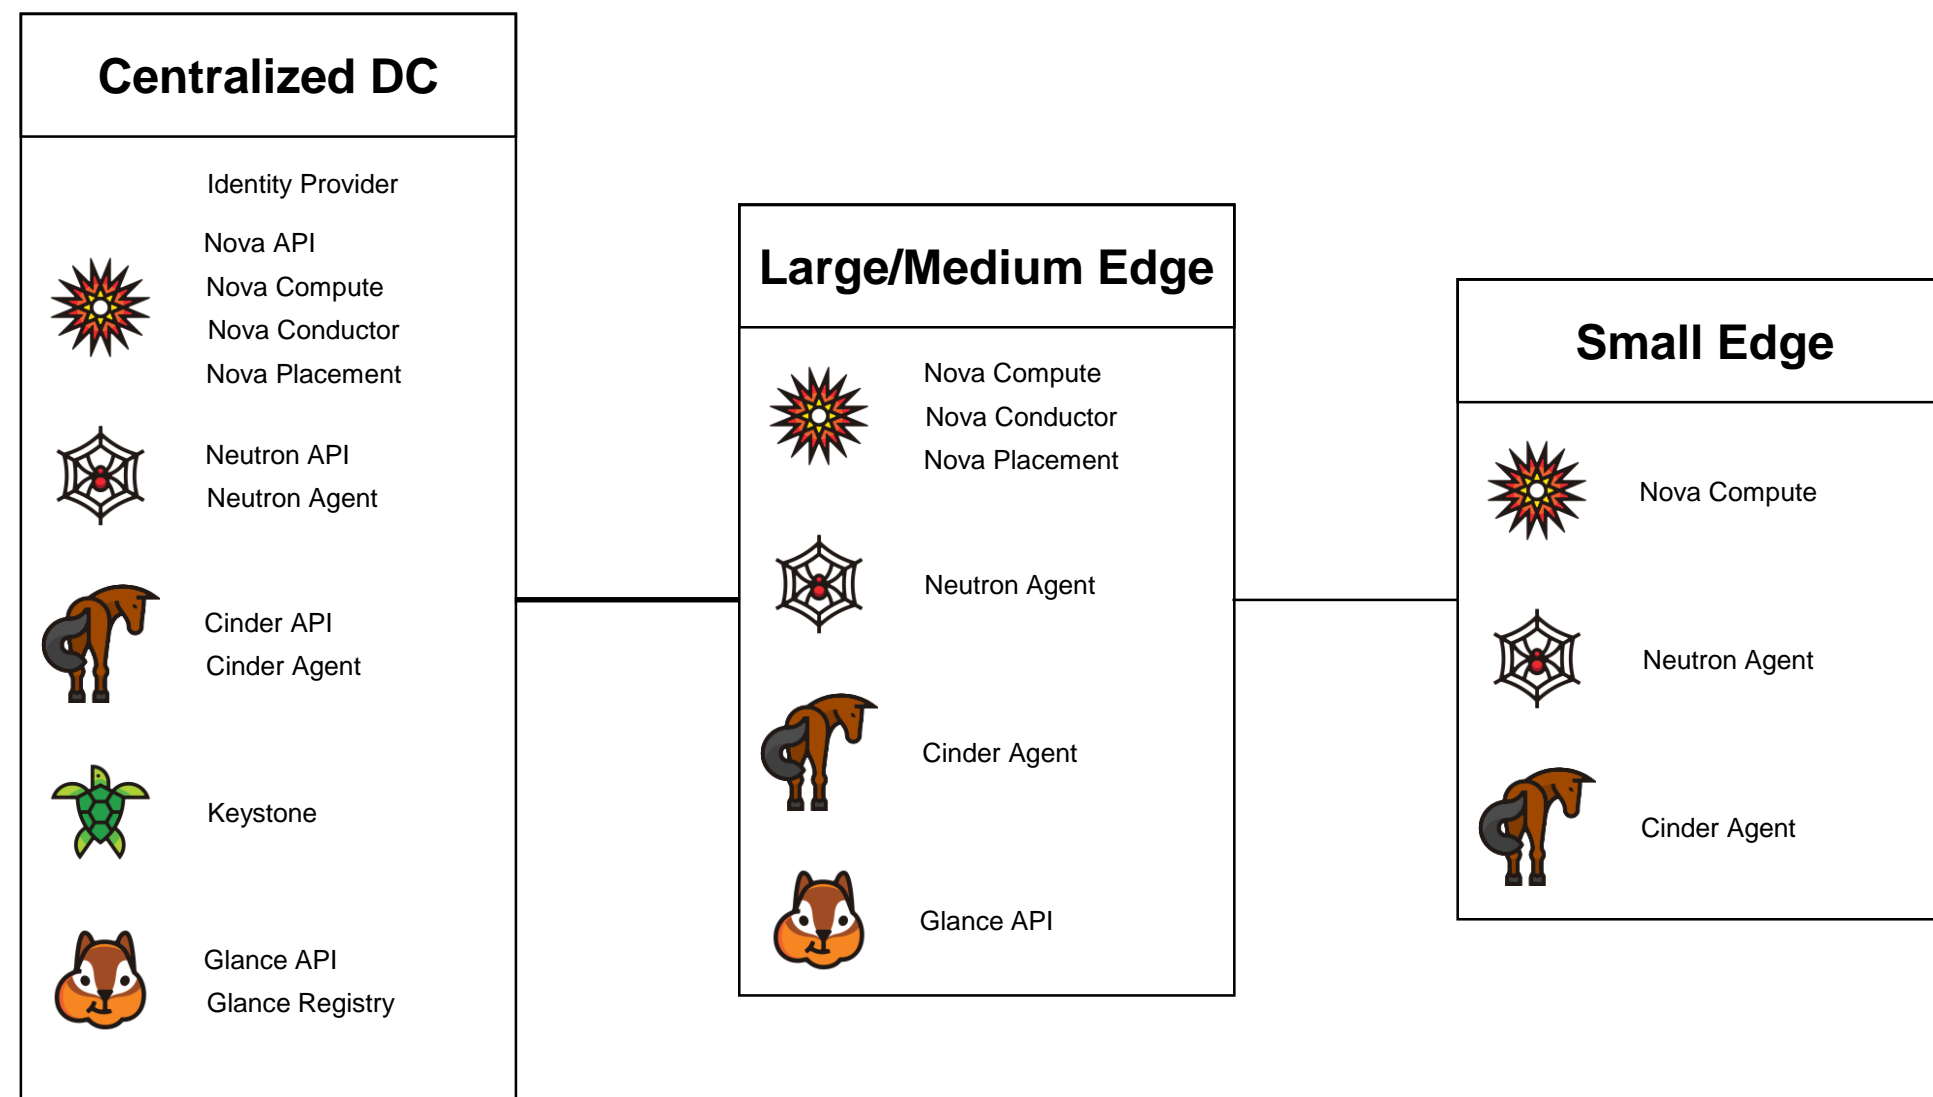 Centralized DC
Identity Provider
Nova API
Nova Compute
Nova Conductor
Nova Placement
Neutron API
Neutron Agent
Cinder API
Cinder Agent
Keystone
Glance API
Glance Registry
Large/Medium Edge
Nova Compute
Nova Conductor
Nova Placement
Neutron Agent
Cinder Agent
Glance API
Small Edge
Nova Compute
Neutron Agent
Cinder Agent